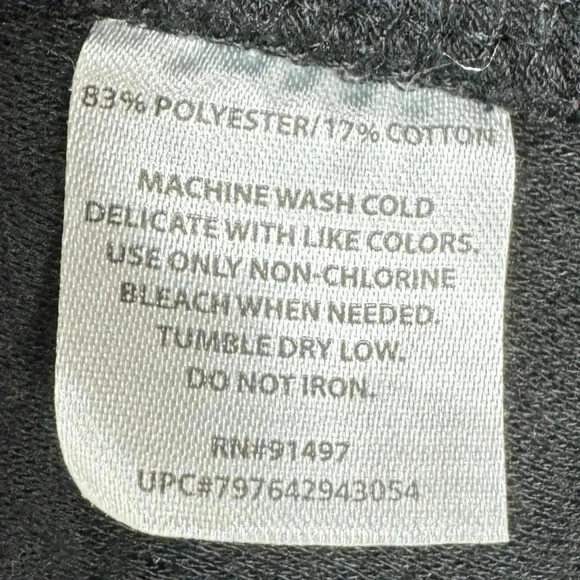 83% POLYESTER/17% COTTON
MACHINE WASH COLD
DELICATE WITH LIKE COLORS.
USE ONLY NON-CHLORINE
BLEACH WHEN NEEDED.
TUMBLE DRY LOW.
DO NOT IRON.
RN#91497
UPC#797642943054